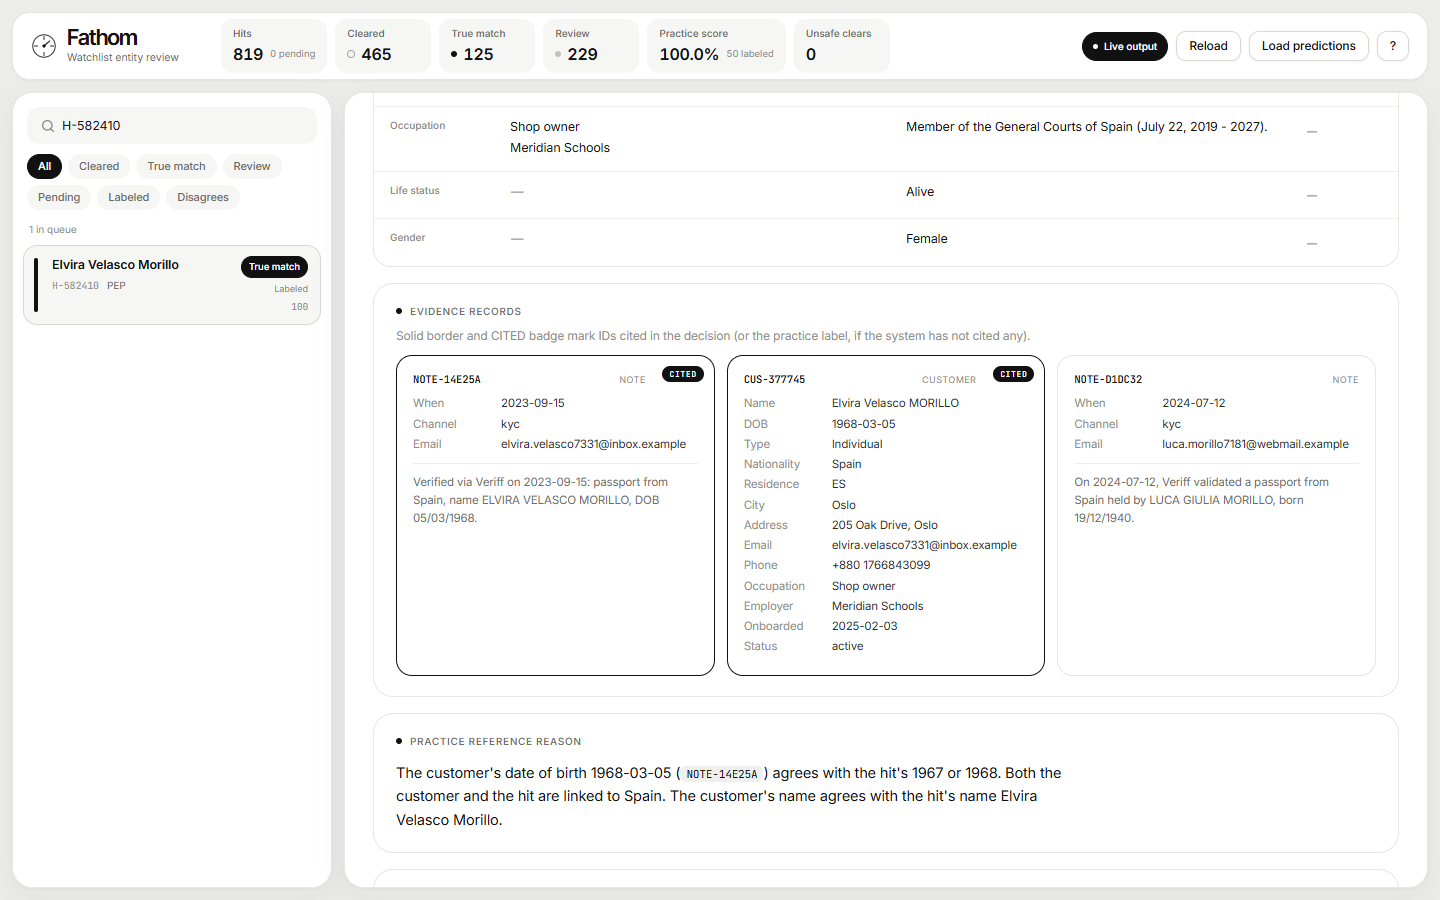 Fathom
Watchlist entity review
Hits
819 0 pending
Cleared
465
True match
125
Review
229
Practice score
100.0% 50 labeled
Unsafe clears
0
Live output
Reload
Load predictions
?
H-582410
All
Cleared
True match
Review
Pending
Labeled
Disagrees
1 in queue
Elvira Velasco Morillo
True match
H-582410 PEP
Labeled
100
Occupation
Shop owner
Meridian Schools
Member of the General Courts of Spain (July 22, 2019 - 2027).
—
Life status
—
Alive
—
Gender
—
Female
—
EVIDENCE RECORDS
Solid border and CITED badge mark IDs cited in the decision (or the practice label, if the system has not cited any).
NOTE-14E25A NOTE CITED
When 2023-09-15
Channel kyc
Email elvira.velasco7331@inbox.example
Verified via Veriff on 2023-09-15: passport from
Spain, name ELVIRA VELASCO MORILLO, DOB
05/03/1968.
CUS-377745 CUSTOMER CITED
Name Elvira Velasco MORILLO
DOB 1968-03-05
Type Individual
Nationality Spain
Residence ES
City Oslo
Address 205 Oak Drive, Oslo
Email elvira.velasco7331@inbox.example
Phone +880 1766843099
Occupation Shop owner
Employer Meridian Schools
Onboarded 2025-02-03
Status active
NOTE-D1DC32 NOTE
When 2024-07-12
Channel kyc
Email luca.morillo7181@webmail.example
On 2024-07-12, Veriff validated a passport from
Spain held by LUCA GIULIA MORILLO, born
19/12/1940.
PRACTICE REFERENCE REASON
The customer's date of birth 1968-03-05 ( NOTE-14E25A ) agrees with the hit's 1967 or 1968. Both the
customer and the hit are linked to Spain. The customer's name agrees with the hit's name Elvira
Velasco Morillo.